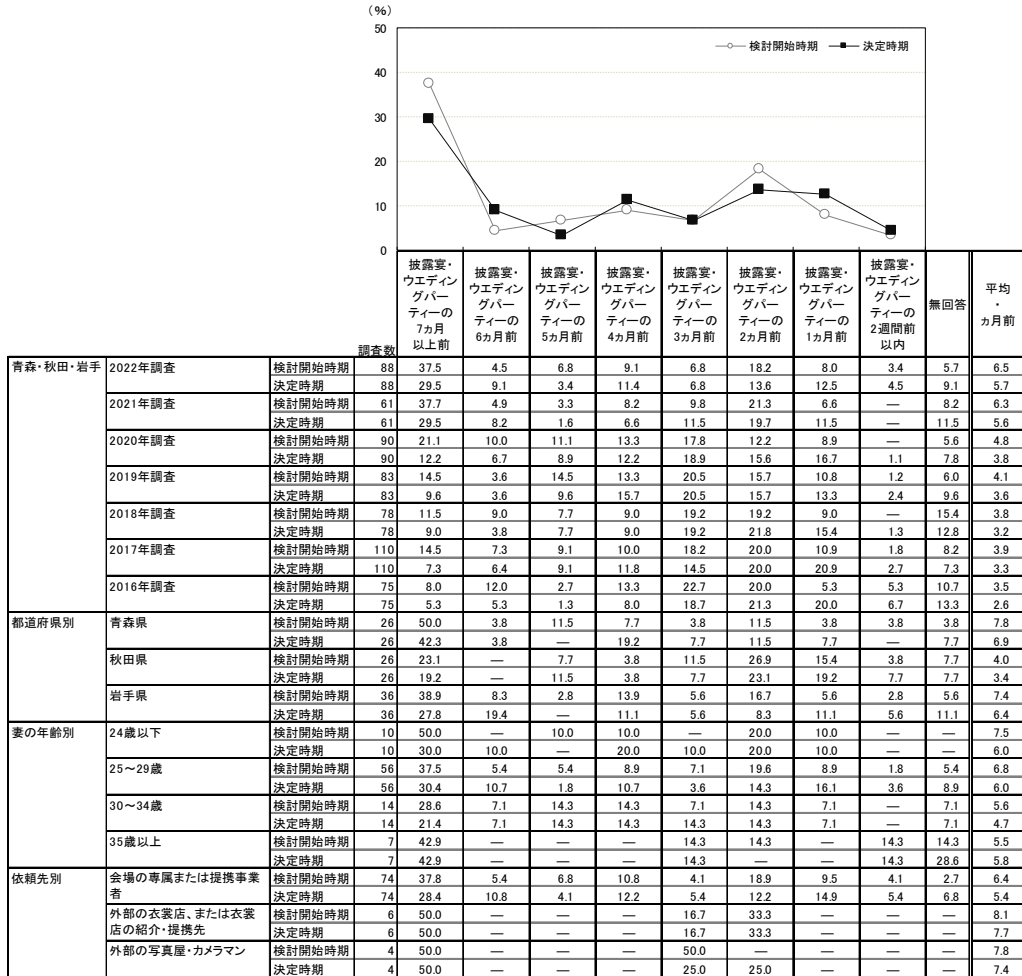 （%）
50
40
30
20
10
0
検討開始時期 決定時期
調査数
披露宴・ウエディングパーティーの7ヵ月以上前
披露宴・ウエディングパーティーの6ヵ月前
披露宴・ウエディングパーティーの5ヵ月前
披露宴・ウエディングパーティーの4ヵ月前
披露宴・ウエディングパーティーの3ヵ月前
披露宴・ウエディングパーティーの2ヵ月前
披露宴・ウエディングパーティーの1ヵ月前
披露宴・ウエディングパーティーの2週間前以内
無回答
平均・ヵ月前
青森・秋田・岩手 2022年調査 検討開始時期 88 37.5 4.5 6.8 9.1 6.8 18.2 8.0 3.4 5.7 6.5
決定時期 88 29.5 9.1 3.4 11.4 6.8 13.6 12.5 4.5 9.1 5.7
2021年調査 検討開始時期 61 37.7 4.9 3.3 8.2 9.8 21.3 6.6 — 8.2 6.3
決定時期 61 29.5 8.2 1.6 6.6 11.5 19.7 11.5 — 11.5 5.6
2020年調査 検討開始時期 90 21.1 10.0 11.1 13.3 17.8 12.2 8.9 — 5.6 4.8
決定時期 90 12.2 6.7 8.9 12.2 18.9 15.6 16.7 1.1 7.8 3.8
2019年調査 検討開始時期 83 14.5 3.6 14.5 13.3 20.5 15.7 10.8 1.2 6.0 4.1
決定時期 83 9.6 3.6 9.6 15.7 20.5 15.7 13.3 2.4 9.6 3.6
2018年調査 検討開始時期 78 11.5 9.0 7.7 9.0 19.2 19.2 9.0 — 15.4 3.8
決定時期 78 9.0 3.8 7.7 9.0 19.2 21.8 15.4 1.3 12.8 3.2
2017年調査 検討開始時期 110 14.5 7.3 9.1 10.0 18.2 20.0 10.9 1.8 8.2 3.9
決定時期 110 7.3 6.4 9.1 11.8 14.5 20.0 20.9 2.7 7.3 3.3
2016年調査 検討開始時期 75 8.0 12.0 2.7 13.3 22.7 20.0 5.3 5.3 10.7 3.5
決定時期 75 5.3 5.3 1.3 8.0 18.7 21.3 20.0 6.7 13.3 2.6
都道府県別 青森県 検討開始時期 26 50.0 3.8 11.5 7.7 3.8 11.5 3.8 3.8 3.8 7.8
決定時期 26 42.3 3.8 — 19.2 7.7 11.5 7.7 — 7.7 6.9
秋田県 検討開始時期 26 23.1 — 7.7 3.8 11.5 26.9 15.4 3.8 7.7 4.0
決定時期 26 19.2 — 11.5 3.8 7.7 23.1 19.2 7.7 7.7 3.4
岩手県 検討開始時期 36 38.9 8.3 2.8 13.9 5.6 16.7 5.6 2.8 5.6 7.4
決定時期 36 27.8 19.4 — 11.1 5.6 8.3 11.1 5.6 11.1 6.4
妻の年齢別 24歳以下 検討開始時期 10 50.0 — 10.0 10.0 — 20.0 10.0 — — 7.5
決定時期 10 30.0 10.0 — 20.0 10.0 20.0 10.0 — — 6.0
25～29歳 検討開始時期 56 37.5 5.4 5.4 8.9 7.1 19.6 8.9 1.8 5.4 6.8
決定時期 56 30.4 10.7 1.8 10.7 3.6 14.3 16.1 3.6 8.9 6.0
30～34歳 検討開始時期 14 28.6 7.1 14.3 14.3 7.1 14.3 7.1 — 7.1 5.6
決定時期 14 21.4 7.1 14.3 14.3 14.3 14.3 7.1 — 7.1 4.7
35歳以上 検討開始時期 7 42.9 — — — 14.3 14.3 — 14.3 14.3 5.5
決定時期 7 42.9 — — — 14.3 — — 14.3 28.6 5.8
依頼先別 会場の専属または提携事業者 検討開始時期 74 37.8 5.4 6.8 10.8 4.1 18.9 9.5 4.1 2.7 6.4
決定時期 74 28.4 10.8 4.1 12.2 5.4 12.2 14.9 5.4 6.8 5.4
外部の衣裳店、または衣裳店の紹介・提携先 検討開始時期 6 50.0 — — — 16.7 33.3 — — — 8.1
決定時期 6 50.0 — — — 16.7 33.3 — — — 7.7
外部の写真屋・カメラマン 検討開始時期 4 50.0 — — — 50.0 — — — — 7.8
決定時期 4 50.0 — — — 25.0 25.0 — — — 7.4